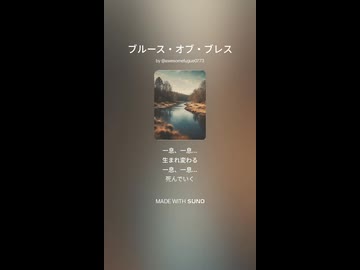 ブルース・オブ・ブレス
by @awesometugust2772
一息、一息...
生まれ変わる
一息、一息...
死んでいく
MADE WITH SUNO